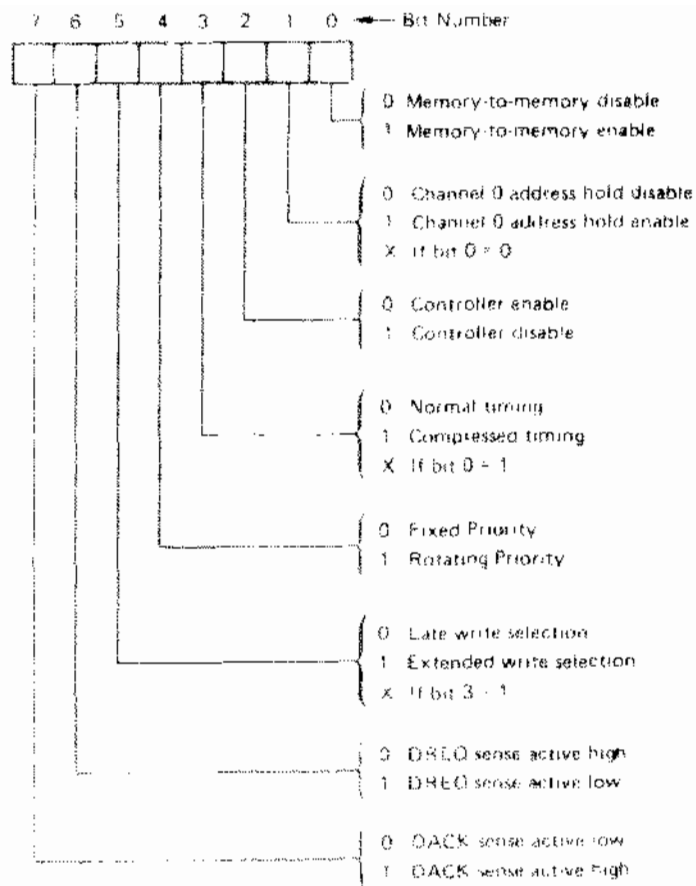 7 6 5 4 3 2 1 0 Bit Number
0 Memory-to-memory disable
1 Memory-to-memory enable
0 Channel 0 address hold disable
1 Channel 0 address hold enable
X If bit 0 = 0
0 Controller enable
1 Controller disable
0 Normal timing
1 Compressed timing
X If bit 0 = 1
0 Fixed Priority
1 Rotating Priority
0 Late write selection
1 Extended write selection
X If bit 3 = 1
0 DREQ sense active high
1 DREQ sense active low
0 DACK sense active low
1 DACK sense active high